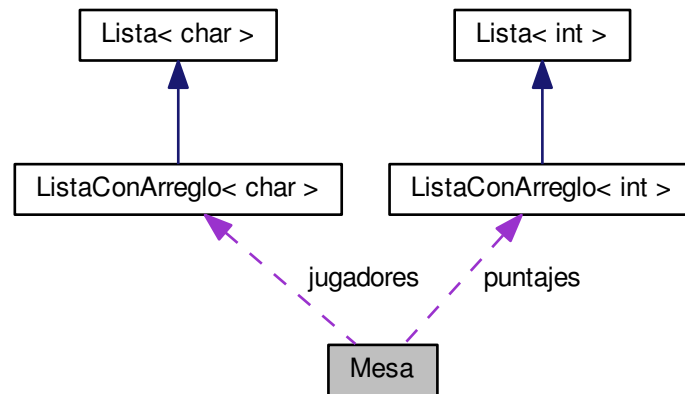 Lista< char >
Lista< int >
ListaConArreglo< char >
ListaConArreglo< int >
jugadores
puntajes
Mesa